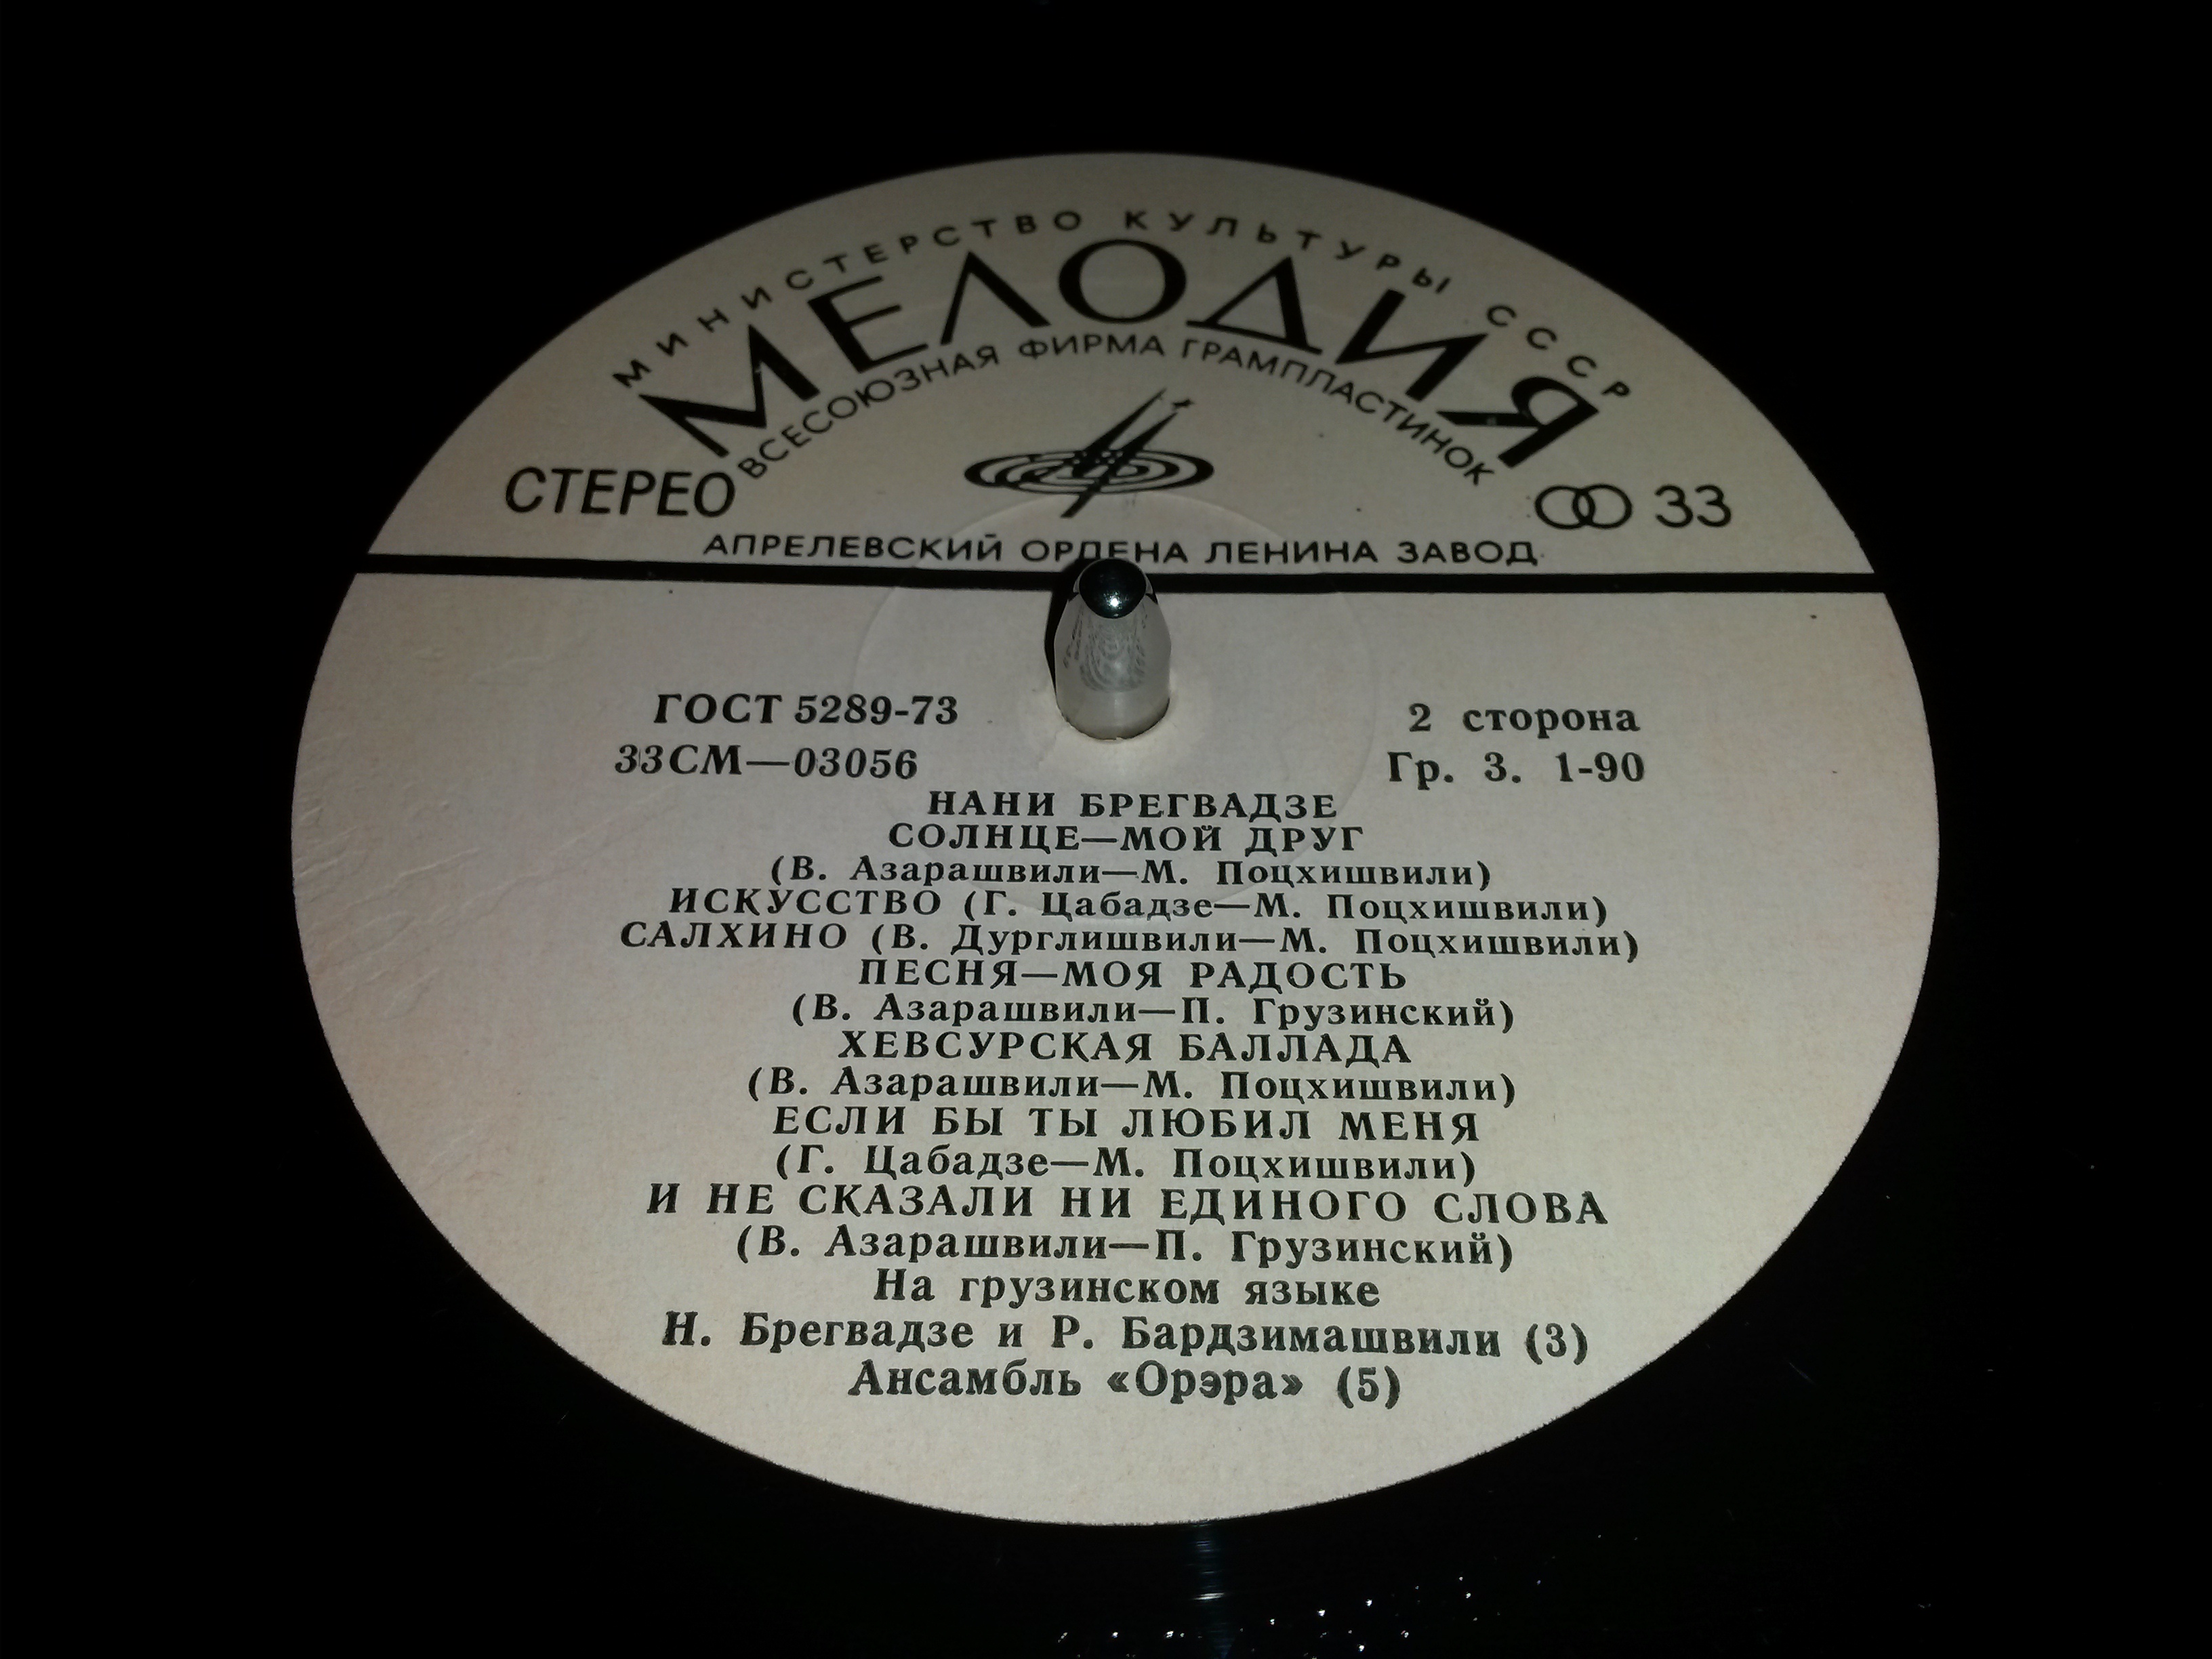 МИНИСТЕРСТВО КУЛЬТУРЫ СССР
МЕЛОДИЯ
ВСЕСОЮЗНАЯ ФИРМА ГРАМПЛАСТИНОК
СТЕРЕО
33
АПРЕЛЕВСКИЙ ОРДЕНА ЛЕНИНА ЗАВОД
ГОСТ 5289-73
2 сторона
33СМ—03056
Гр. 3. 1-90
НАНИ БРЕГВАДЗЕ
СОЛНЦЕ—МОЙ ДРУГ
(В. Азарашвили—М. Поцхишвили)
ИСКУССТВО (Г. Цабадзе—М. Поцхишвили)
САЛХИНО (В. Дурглишвили—М. Поцхишвили)
ПЕСНЯ—МОЯ РАДОСТЬ
(В. Азарашвили—П. Грузинский)
ХЕВСУРСКАЯ БАЛЛАДА
(В. Азарашвили—М. Поцхишвили)
ЕСЛИ БЫ ТЫ ЛЮБИЛ МЕНЯ
(Г. Цабадзе—М. Поцхишвили)
И НЕ СКАЗАЛИ НИ ЕДИНОГО СЛОВА
(В. Азарашвили—П. Грузинский)
На грузинском языке
Н. Брегвадзе и Р. Бардзимашвили (3)
Ансамбль «Орэра» (5)